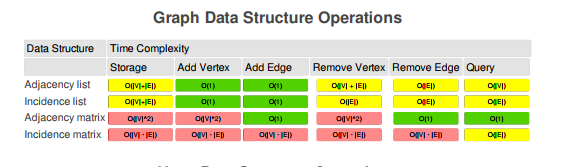 Graph Data Structure Operations
Data Structure Time Complexity
Storage Add Vertex Add Edge Remove Vertex Remove Edge Query
Adjacency list O(|V|+|E|) O(1) O(1) O(|V| + |E|) O(|E|) O(|V|)
Incidence list O(|V|+|E|) O(1) O(1) O(|E|) O(|E|) O(|E|)
Adjacency matrix O(|V|^2) O(|V|^2) O(1) O(|V|^2) O(1) O(1)
Incidence matrix O(|V| · |E|) O(|V| · |E|) O(|V| · |E|) O(|V| · |E|) O(|V| · |E|) O(|E|)